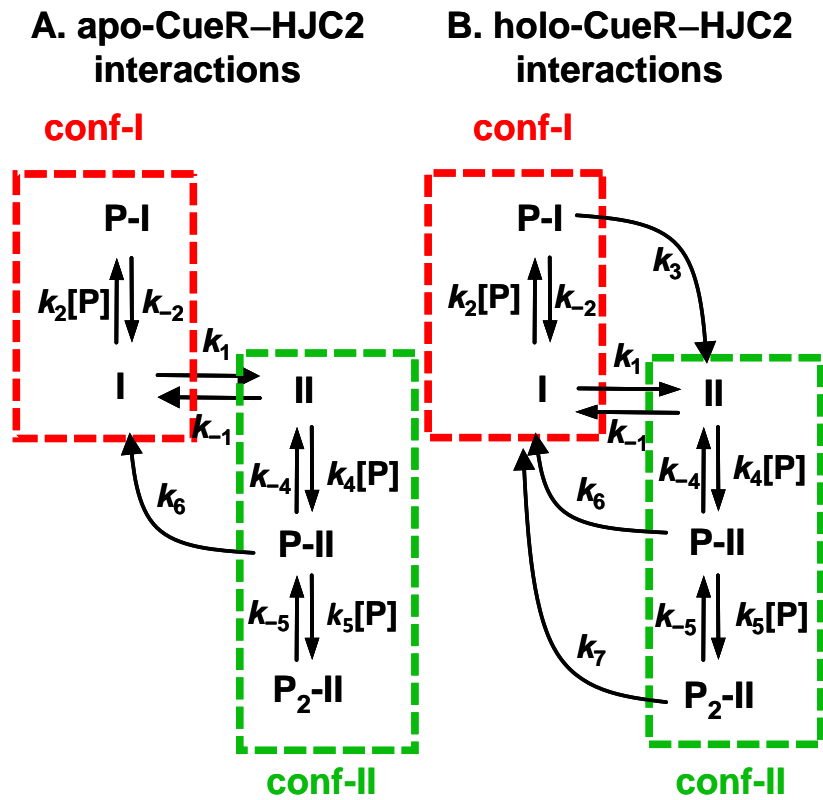 A. apo-CueR–HJC2
interactions
conf-I
P-I
k2[P]
k–2
I
k1
k–1
II
k–4
k4[P]
k6
P-II
k–5
k5[P]
P2-II
conf-II
B. holo-CueR–HJC2
interactions
conf-I
P-I
k3
k2[P]
k–2
I
k1
k–1
II
k–4
k4[P]
k6
P-II
k–5
k5[P]
k7
P2-II
conf-II